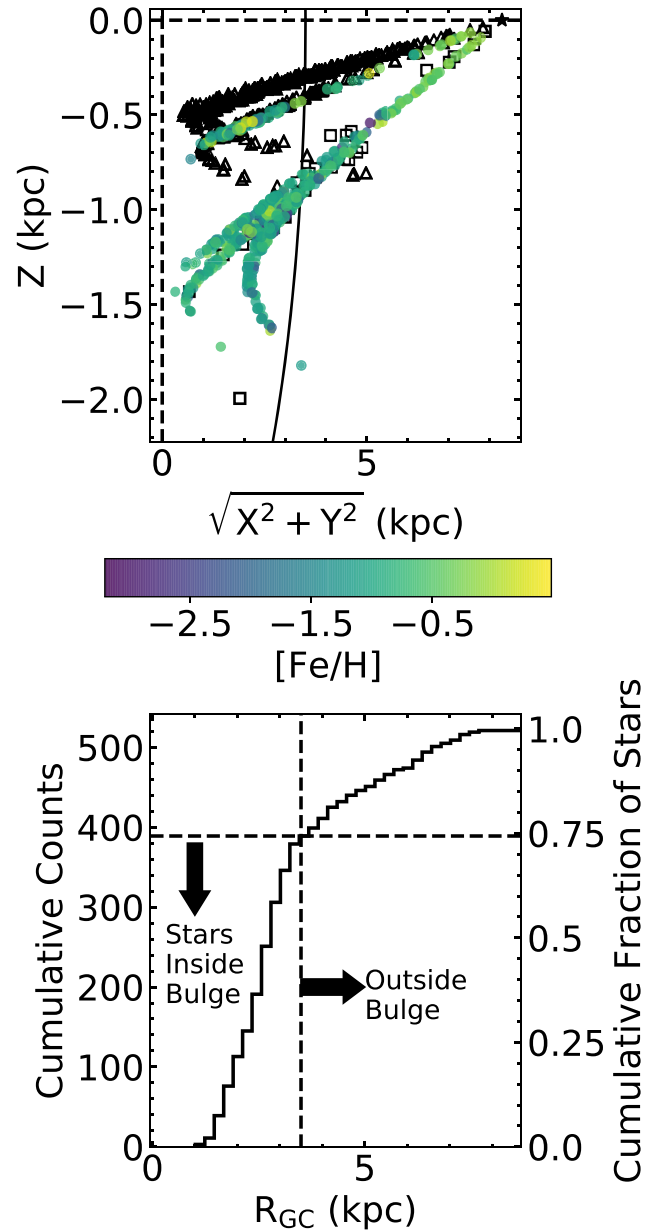 0.0
−0.5
−1.0
−1.5
−2.0
Z (kpc)
0 5
√X² + Y² (kpc)
−2.5 −1.5 −0.5
[Fe/H]
500
400
300
200
100
0
Cumulative Counts
1.0
0.75
0.5
0.25
0.0
Cumulative Fraction of Stars
Stars
Inside
Bulge
Outside
Bulge
0 5
R_GC (kpc)